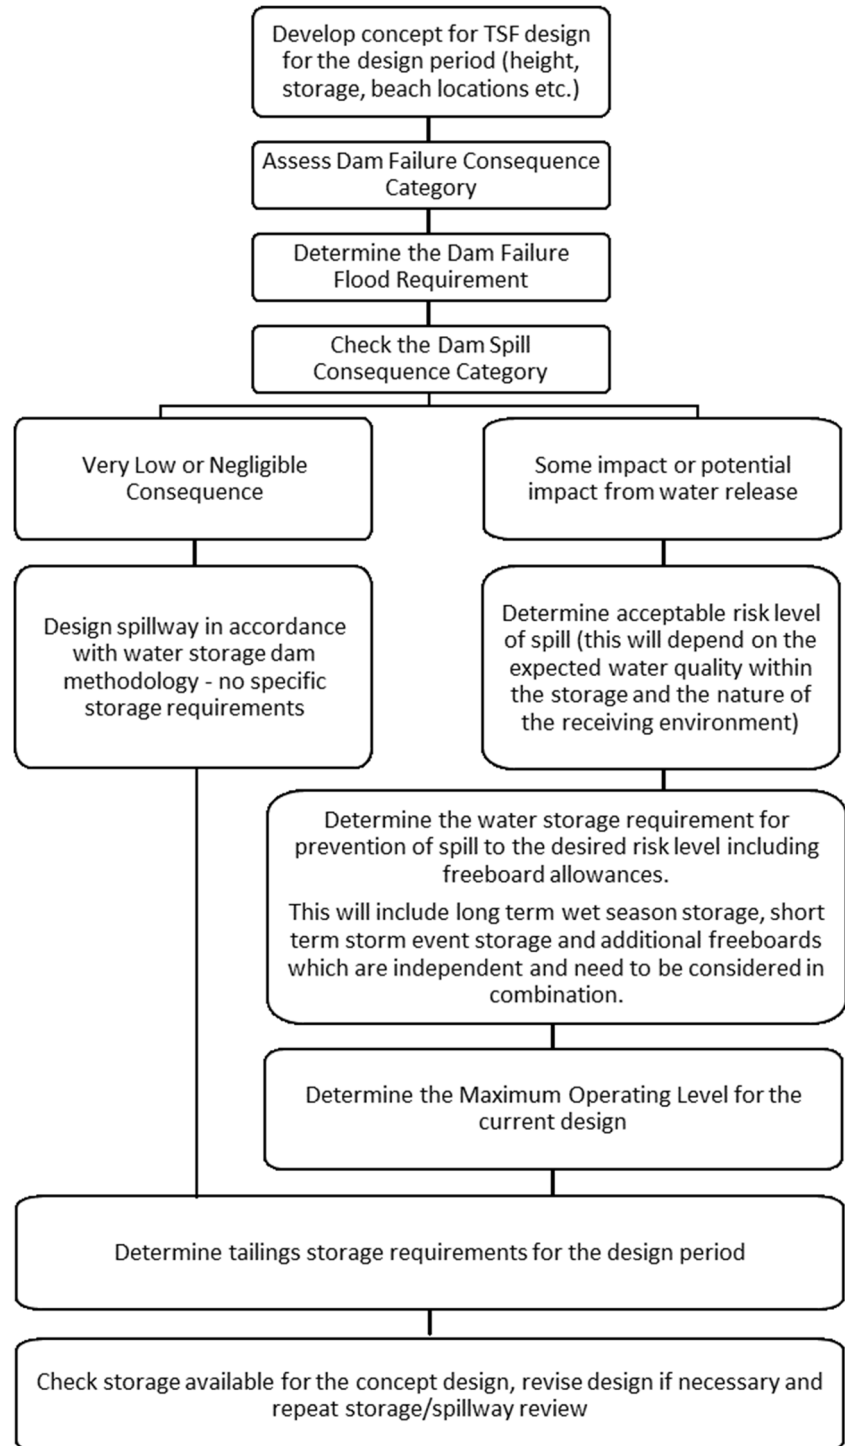 Develop concept for TSF design
for the design period (height,
storage, beach locations etc.)
Assess Dam Failure Consequence
Category
Determine the Dam Failure
Flood Requirement
Check the Dam Spill
Consequence Category
Very Low or Negligible
Consequence
Some impact or potential
impact from water release
Design spillway in accordance
with water storage dam
methodology - no specific
storage requirements
Determine acceptable risk level
of spill (this will depend on the
expected water quality within
the storage and the nature of
the receiving environment)
Determine the water storage requirement for
prevention of spill to the desired risk level including
freeboard allowances.
This will include long term wet season storage, short
term storm event storage and additional freeboards
which are independent and need to be considered in
combination.
Determine the Maximum Operating Level for the
current design
Determine tailings storage requirements for the design period
Check storage available for the concept design, revise design if necessary and
repeat storage/spillway review